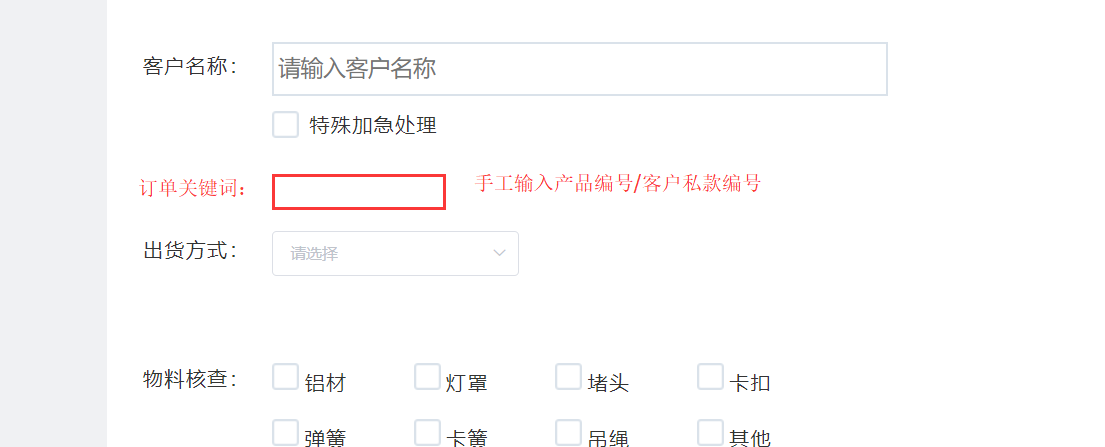 客户名称： 请输入客户名称
特殊加急处理
订单关键词： 手工输入产品编号/客户私款编号
出货方式： 请选择
物料核查： 铝材 灯罩 堵头 卡扣
弹簧 卡簧 吊绳 其他